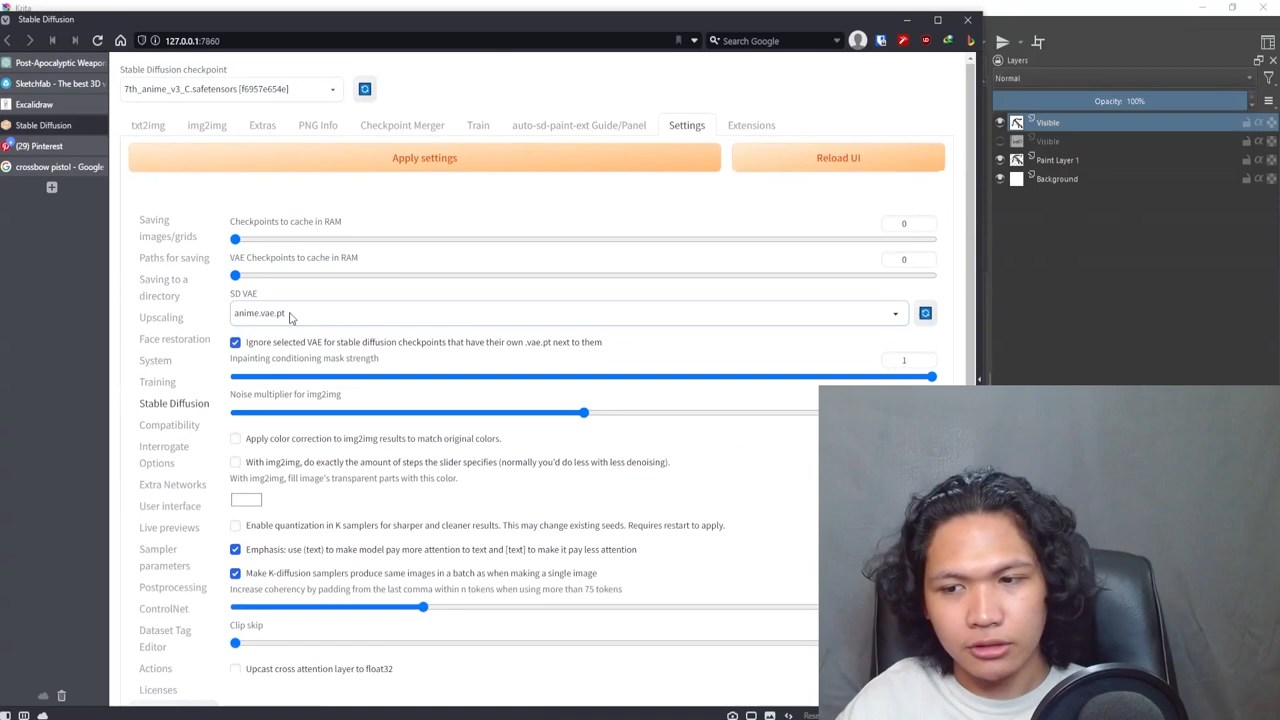 Krita
Stable Diffusion
127.0.0.1:7860
Search Google
Post-Apocalyptic Weapor
Sketchfab - The best 3D
Excalidraw
Stable Diffusion
(29) Pinterest
crossbow pistol - Google
Stable Diffusion checkpoint
7th_anime_v3_C.safetensors [f6957e654e]
txt2img
img2img
Extras
PNG Info
Checkpoint Merger
Train
auto-sd-paint-ext Guide/Panel
Settings
Extensions
Apply settings
Reload UI
Saving
images/grids
Paths for saving
Saving to a
directory
Upscaling
Face restoration
System
Training
Stable Diffusion
Compatibility
Interrogate
Options
Extra Networks
User interface
Live previews
Sampler
parameters
Postprocessing
ControlNet
Dataset Tag
Editor
Actions
Licenses
Checkpoints to cache in RAM
0
VAE Checkpoints to cache in RAM
0
SD VAE
anime.vae.pt
Ignore selected VAE for stable diffusion checkpoints that have their own .vae.pt next to them
Inpainting conditioning mask strength
1
Noise multiplier for img2img
Apply color correction to img2img results to match original colors.
With img2img, do exactly the amount of steps the slider specifies (normally you'd do less with less denoising).
With img2img, fill image's transparent parts with this color.
Enable quantization in K samplers for sharper and cleaner results. This may change existing seeds. Requires restart to apply.
Emphasis: use (text) to make model pay more attention to text and [text] to make it pay less attention
Make K-diffusion samplers produce same images in a batch as when making a single image
Increase coherency by padding from the last comma within n tokens when using more than 75 tokens
Clip skip
Upcast cross attention layer to float32
Rese
Layers
Normal
Opacity: 100%
Visible
Visible
Paint Layer 1
Background